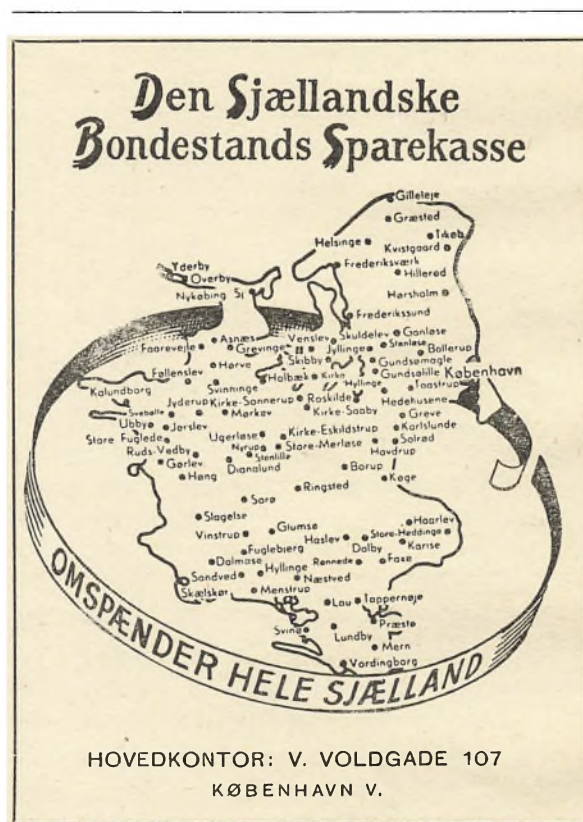 Den Sjællandske
Bondestands Sparekasse
Gilleleje
Græsted
Tikøb
Helsinge
Kvistgaard
Frederiksværk
Hillerød
Yderby
Overby
Nykøbing Sj
Hørsholm
Frederikssund
Asnæs
Venslev
Skuldelev
Ganløse
Faarevejle
Grevinge
Jyllinge
Stenløse
Bollerup
Skibby
Gundsømagle
Hørve
Føllenslev
Holbæk
Kirke
Hyllinge
Gundsølille
København
Taastrup
Svinninge
Kalundborg
Hedehusene
Jyderup
Kirke-Sonnerup
Roskilde
Svebølle
Mørkøv
Kirke-Saaby
Greve
Ubby
Jerslev
Karlslunde
Store Fuglede
Ugerløse
Kirke-Eskildstrup
Solrød
Ruds-Vedby
Nyrup
Store-Merløse
Stenlille
Havdrup
Gørlev
Dianalund
Borup
Høng
Køge
Sorø
Ringsted
Slagelse
Haarlev
Vinstrup
Glumsø
Haslev
Store-Heddinge
Fuglebjerg
Dalby
Karise
Dalmose
Hyllinge
Rønnede
Faxe
Sandved
Næstved
Skælskør
Menstrup
Lou
Tappernøje
Svinø
Præstø
Lundby
Mern
Vordingborg
OMSPÆNDER HELE SJÆLLAND
HOVEDKONTOR: V. VOLDGADE 107
KØBENHAVN V.